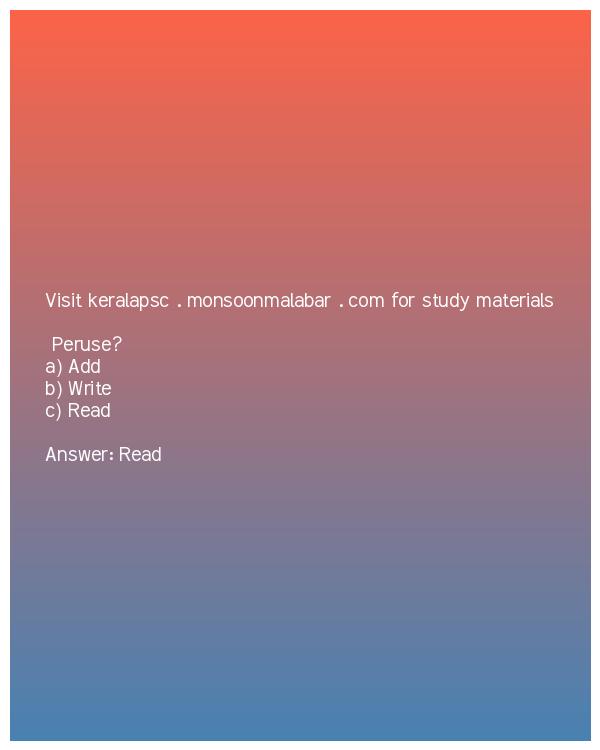 Visit keralapsc . monsoonmalabar . com for study materials
Peruse?
a) Add
b) Write
c) Read
Answer: Read